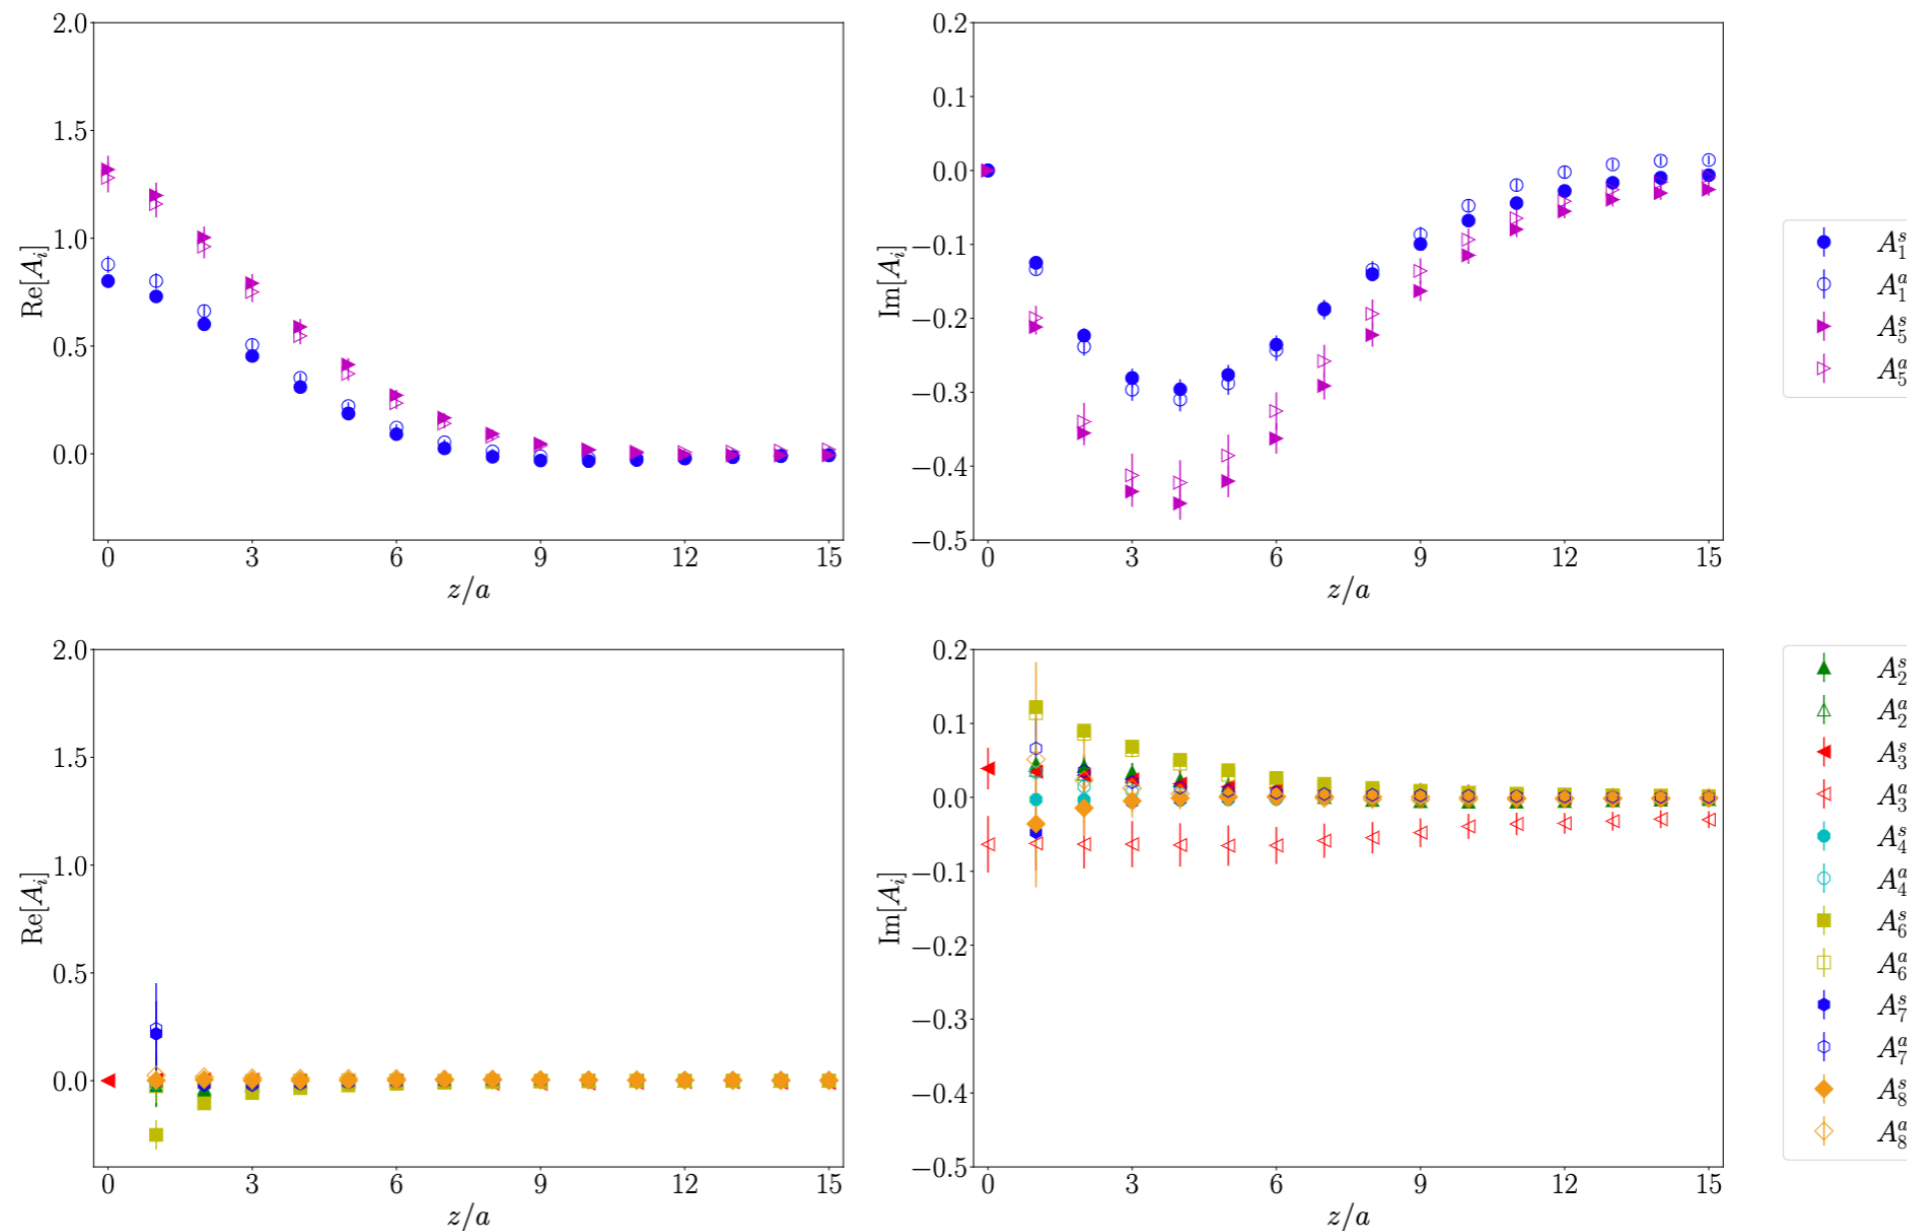 2.0
1.5
1.0
0.5
0.0
Re[A_i]
0 3 6 9 12 15
z/a
0.2
0.1
0.0
−0.1
−0.2
−0.3
−0.4
−0.5
Im[A_i]
0 3 6 9 12 15
z/a
A_1^s
A_1^a
A_5^s
A_5^a
2.0
1.5
1.0
0.5
0.0
Re[A_i]
0 3 6 9 12 15
z/a
0.2
0.1
0.0
−0.1
−0.2
−0.3
−0.4
−0.5
Im[A_i]
0 3 6 9 12 15
z/a
A_2^s
A_2^a
A_3^s
A_3^a
A_4^s
A_4^a
A_6^s
A_6^a
A_7^s
A_7^a
A_8^s
A_8^a